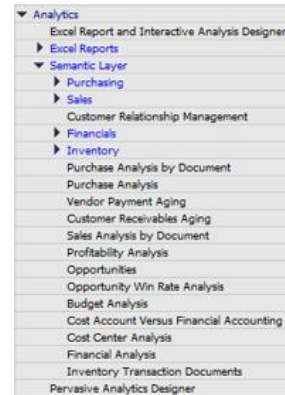 Analytics
Excel Report and Interactive Analysis Designer
Excel Reports
Semantic Layer
Purchasing
Sales
Customer Relationship Management
Financials
Inventory
Purchase Analysis by Document
Purchase Analysis
Vendor Payment Aging
Customer Receivables Aging
Sales Analysis by Document
Profitability Analysis
Opportunities
Opportunity Win Rate Analysis
Budget Analysis
Cost Account Versus Financial Accounting
Cost Center Analysis
Financial Analysis
Inventory Transaction Documents
Pervasive Analytics Designer